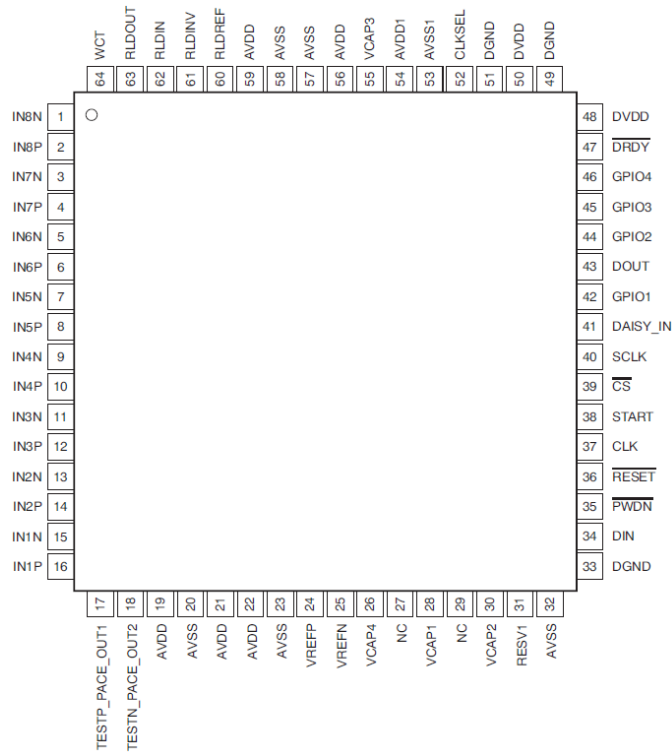 WCT RLDOUT RLDIN RLDINV RLDREF AVDD AVSS AVSS AVDD VCAP3 AVDD1 AVSS1 CLKSEL DGND DVDD DGND
64 63 62 61 60 59 58 57 56 55 54 53 52 51 50 49
IN8N 1 48 DVDD
IN8P 2 47 DRDY
IN7N 3 46 GPIO4
IN7P 4 45 GPIO3
IN6N 5 44 GPIO2
IN6P 6 43 DOUT
IN5N 7 42 GPIO1
IN5P 8 41 DAISY_IN
IN4N 9 40 SCLK
IN4P 10 39 CS
IN3N 11 38 START
IN3P 12 37 CLK
IN2N 13 36 RESET
IN2P 14 35 PWDN
IN1N 15 34 DIN
IN1P 16 33 DGND
17 18 19 20 21 22 23 24 25 26 27 28 29 30 31 32
TESTP_PACE_OUT1 TESTN_PACE_OUT2 AVDD AVSS AVDD AVDD AVSS VREFP VREFN VCAP4 NC VCAP1 NC VCAP2 RESV1 AVSS